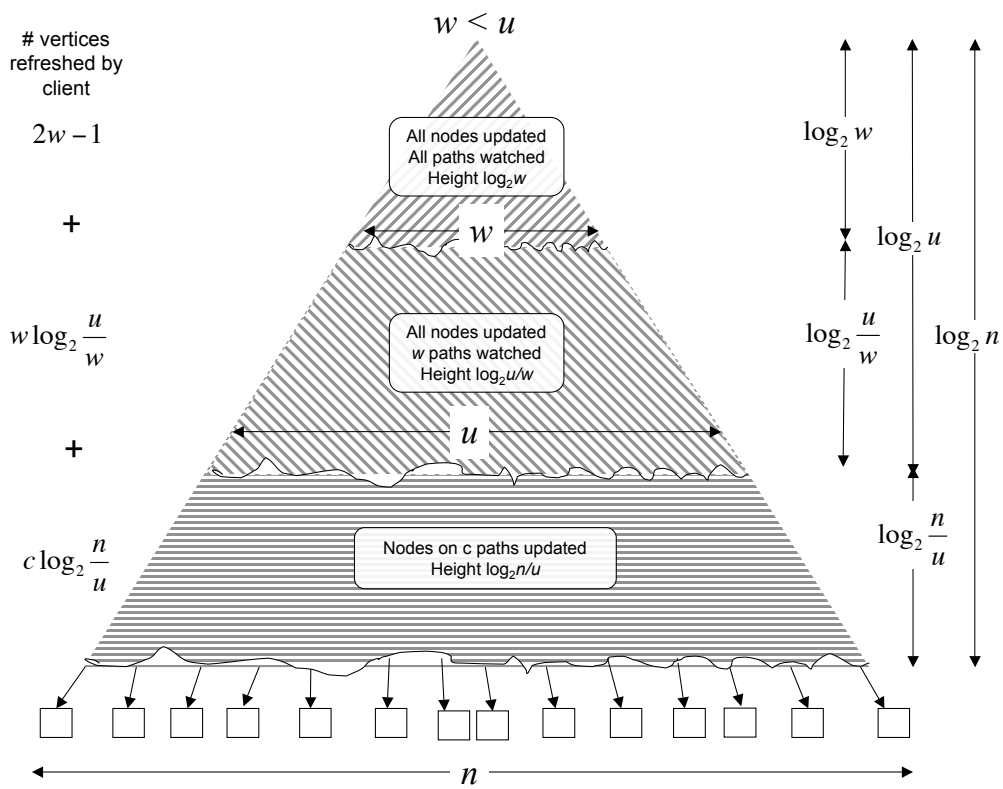 w < u
# vertices
refreshed by
client
2w − 1
+
w log₂ u/w
+
c log₂ n/u
All nodes updated
All paths watched
Height log₂w
w
All nodes updated
w paths watched
Height log₂u/w
u
Nodes on c paths updated
Height log₂n/u
n
log₂ w
log₂ u/w
log₂ u
log₂ n/u
log₂ n